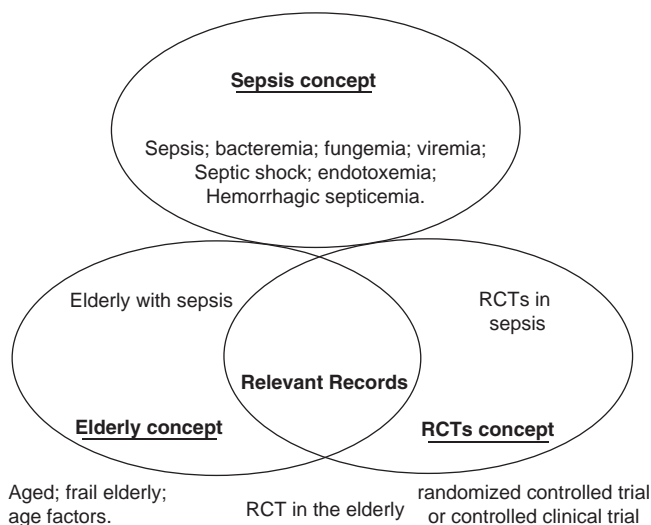 Sepsis concept
Sepsis; bacteremia; fungemia; viremia;
Septic shock; endotoxemia;
Hemorrhagic septicemia.
Elderly with sepsis
RCTs in
sepsis
Relevant Records
Elderly concept
RCTs concept
Aged; frail elderly;
age factors.
RCT in the elderly
randomized controlled trial
or controlled clinical trial